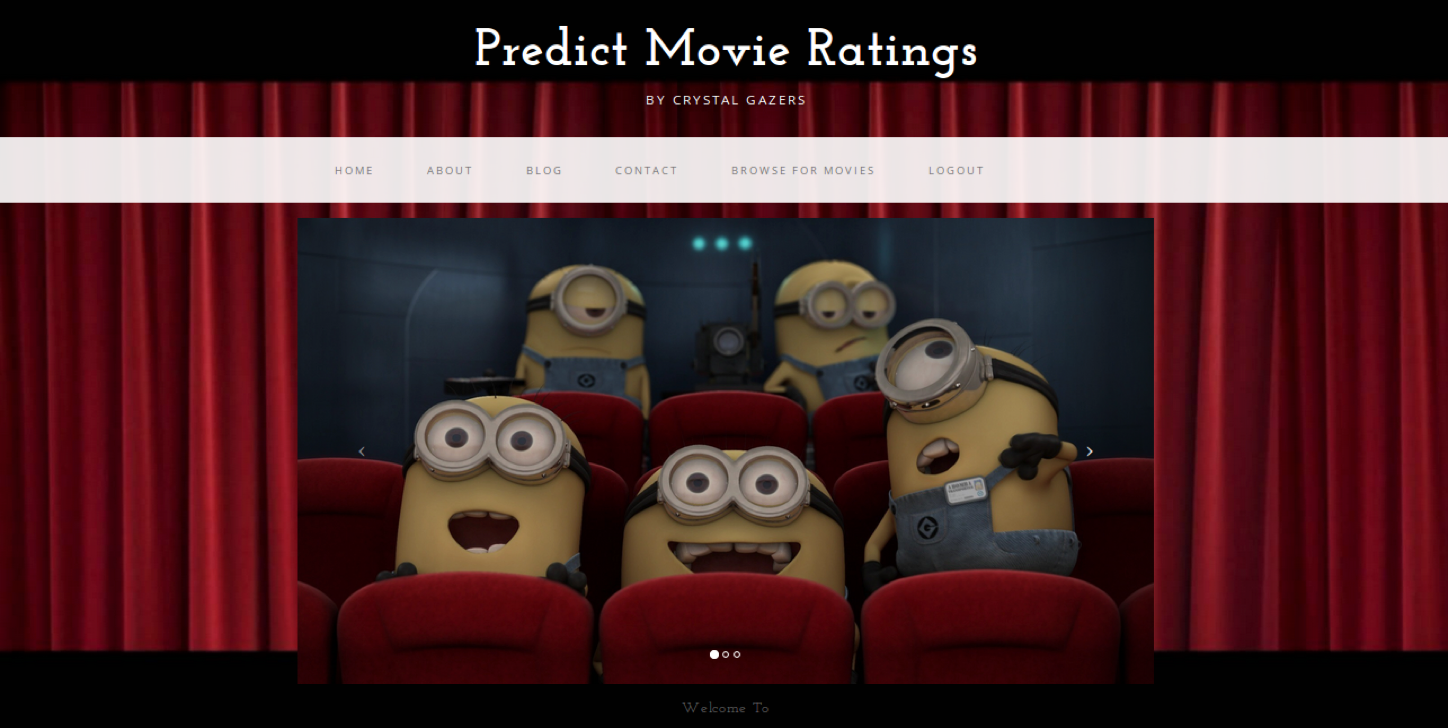 Predict Movie Ratings
BY CRYSTAL GAZERS
HOME ABOUT BLOG CONTACT BROWSE FOR MOVIES LOGOUT
Welcome To